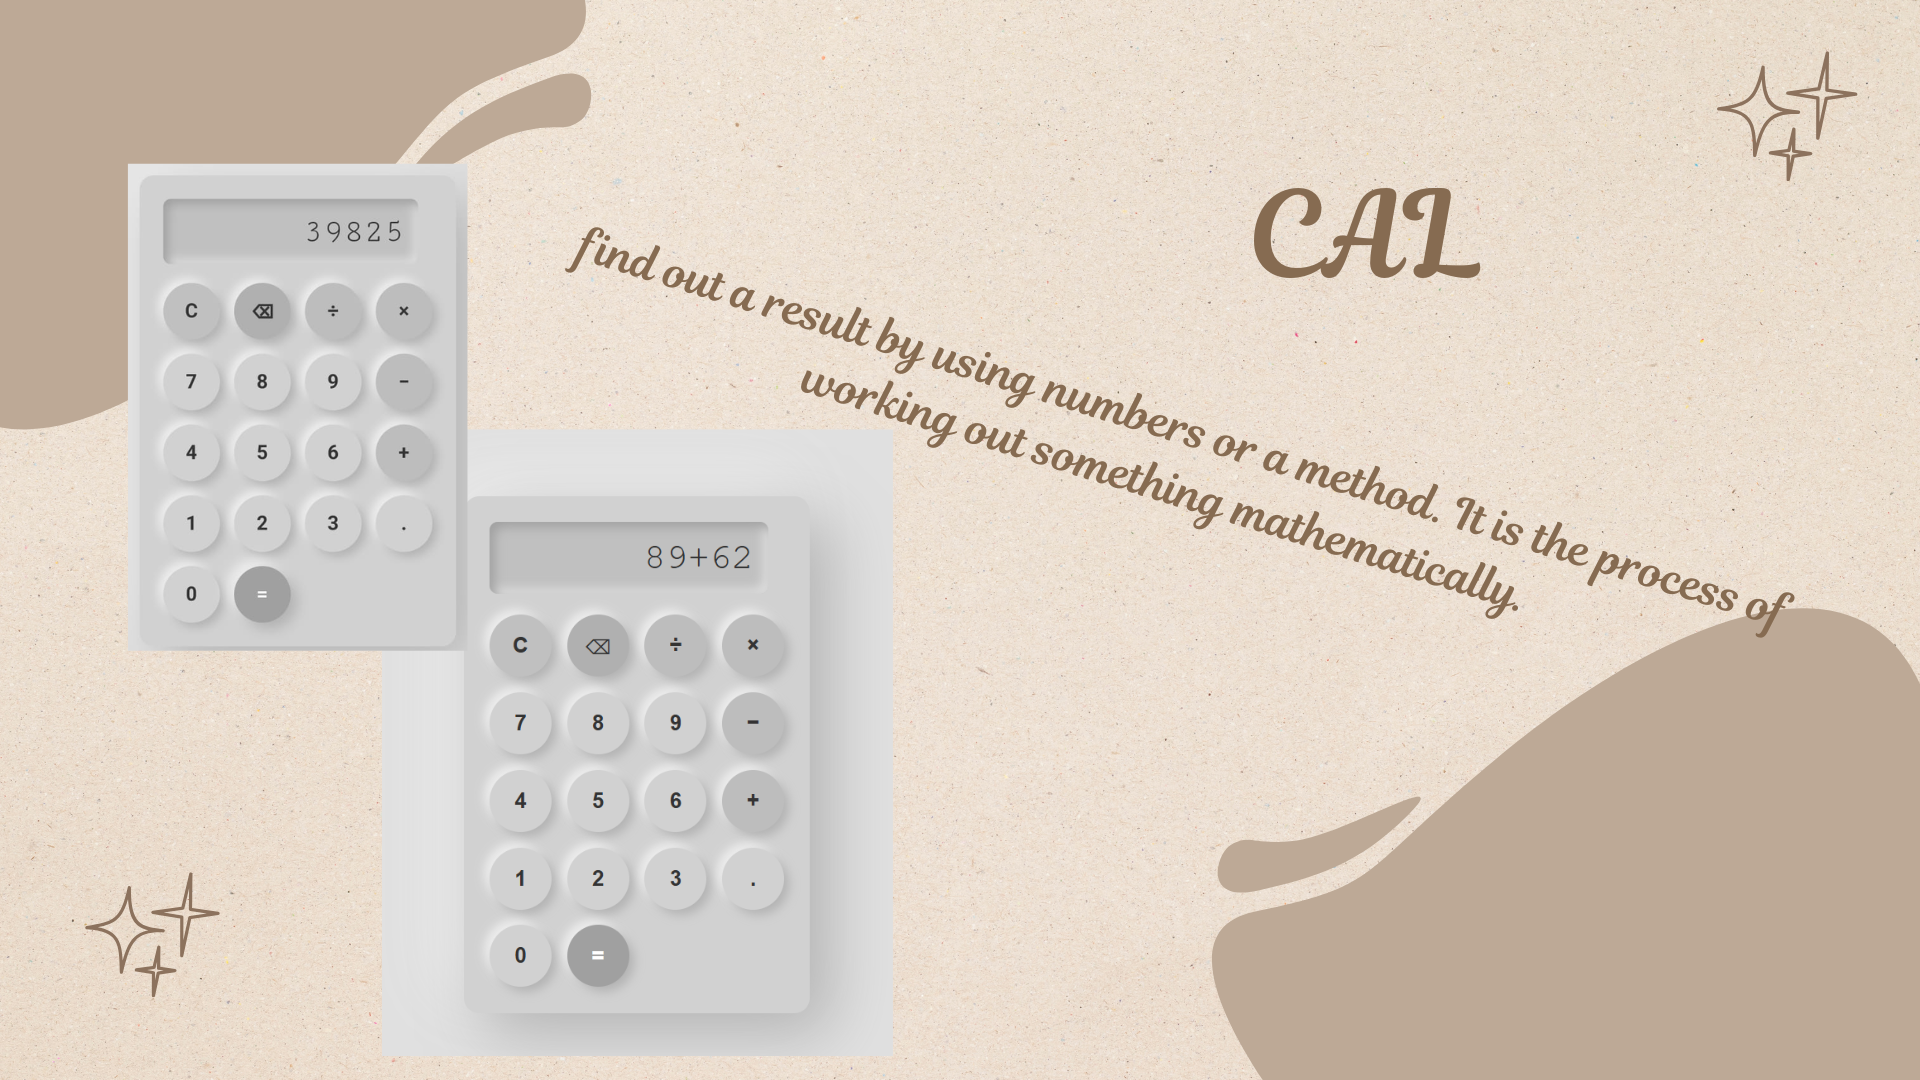 CAL
find out a result by using numbers or a method. It is the process of
working out something mathematically.
39825
C ⌫ ÷ ×
7 8 9 −
4 5 6 +
1 2 3 .
0 =
89+62
C ⌫ ÷ ×
7 8 9 −
4 5 6 +
1 2 3 .
0 =